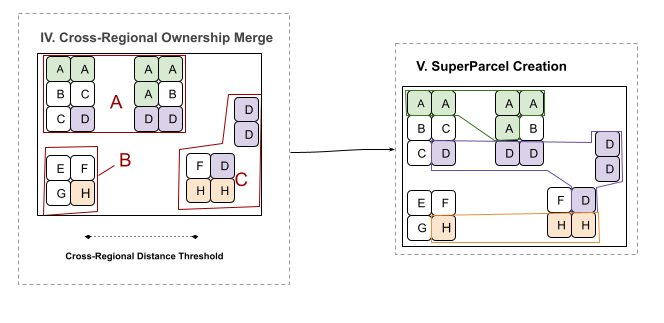 IV. Cross-Regional Ownership Merge
A A A A
B C A B
C D D D
A
D
D
B
E F
G H
F D
H H
C
Cross-Regional Distance Threshold
V. SuperParcel Creation
A A A A
B C A B
C D D D
D
D
E F
G H
F D
H H